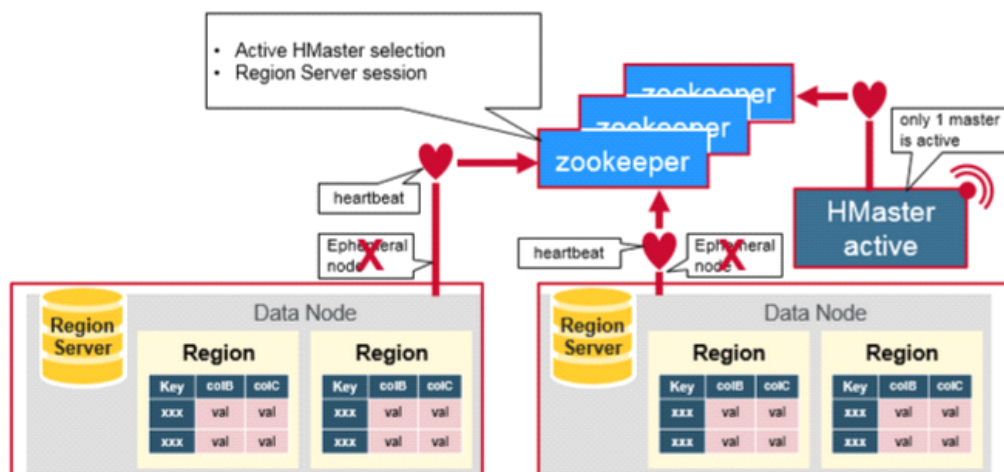 • Active HMaster selection
• Region Server session
zookeeper
zookeeper
zookeeper
only 1 master
is active
HMaster
active
heartbeat
Ephemeral
node
heartbeat
Ephemeral
node
Region
Server
Data Node
Region
Key colB colC
xxx val val
xxx val val
Region
Key colB colC
xxx val val
xxx val val
Region
Server
Data Node
Region
Key colB colC
xxx val val
xxx val val
Region
Key colB colC
xxx val val
xxx val val